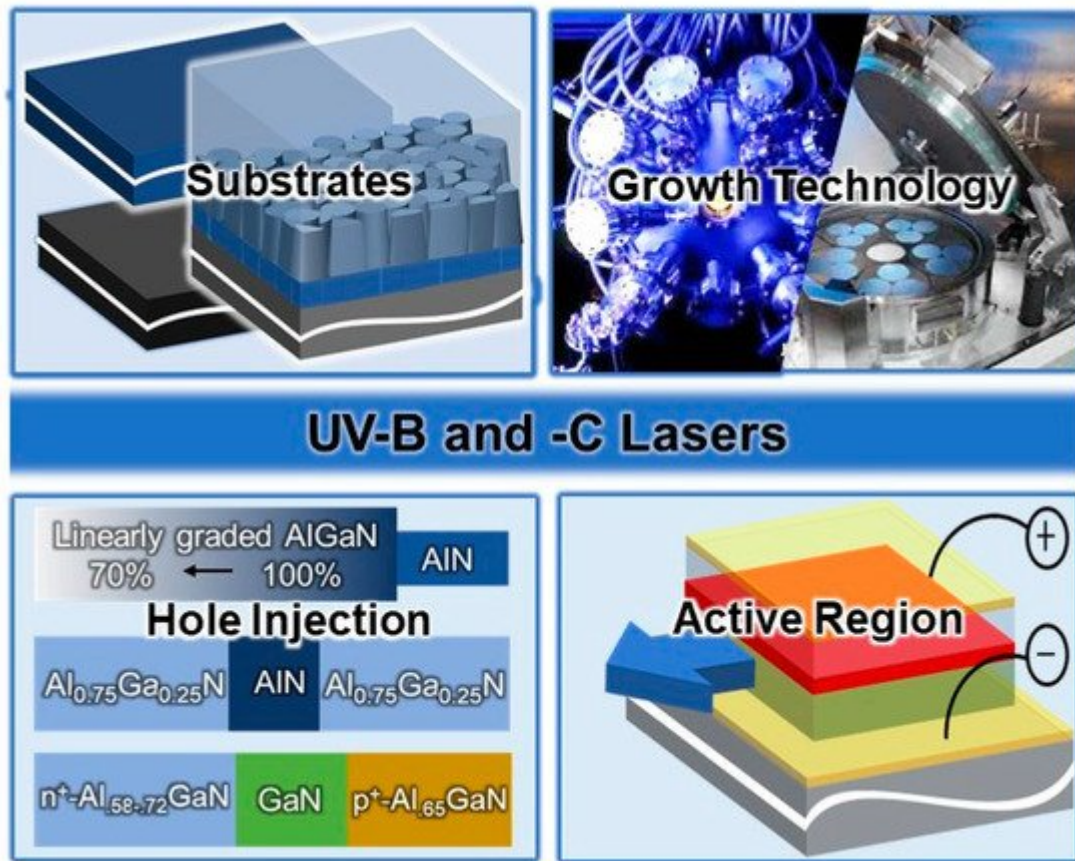 Substrates
Growth Technology
UV-B and -C Lasers
Linearly graded AlGaN
70% ← 100%
AlN
Hole Injection
Al₀.₇₅Ga₀.₂₅N
AlN
Al₀.₇₅Ga₀.₂₅N
n⁺-Al.₅₈-.₇₂GaN
GaN
p⁺-Al.₆₅GaN
Active Region
+
−